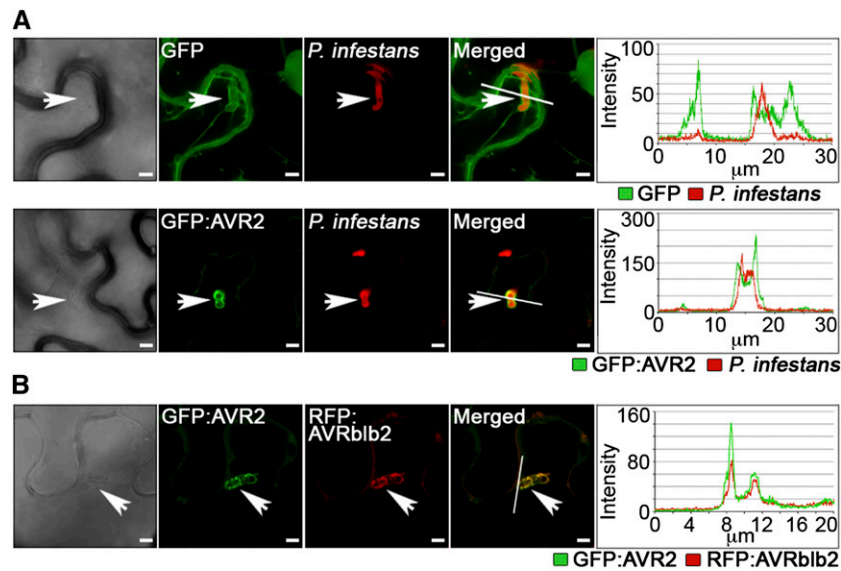 A
GFP P. infestans Merged
Intensity
100
50
0
0 10 20 30
μm
GFP P. infestans
GFP:AVR2 P. infestans Merged
Intensity
300
150
0
0 10 20 30
μm
GFP:AVR2 P. infestans
B
GFP:AVR2 RFP: Merged
AVRblb2
Intensity
160
80
0
0 4 8 12 16 20
μm
GFP:AVR2 RFP:AVRblb2